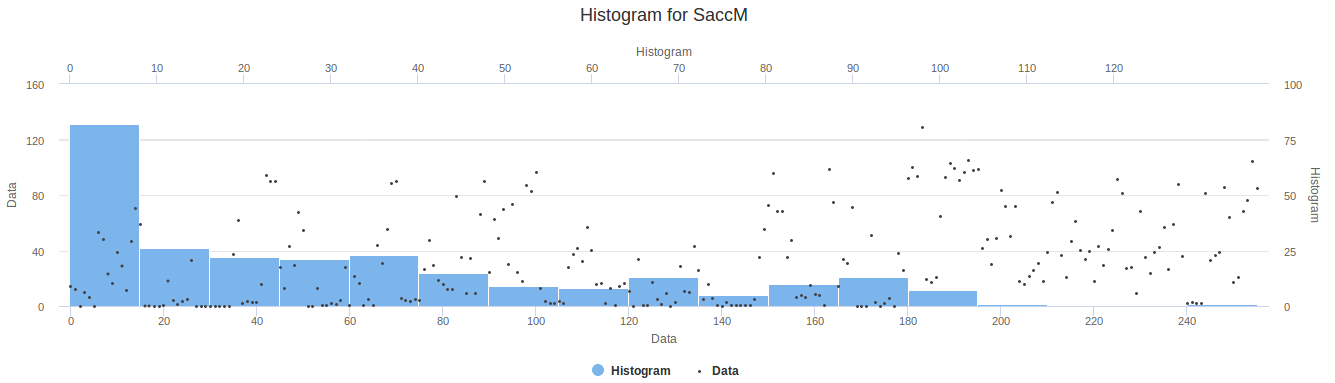 Histogram for SaccM
Histogram
0 10 20 30 40 50 60 70 80 90 100 110 120
160 100
120 75
80 50
40 25
0 0
Data
Histogram
0 20 40 60 80 100 120 140 160 180 200 220 240
Data
Histogram Data